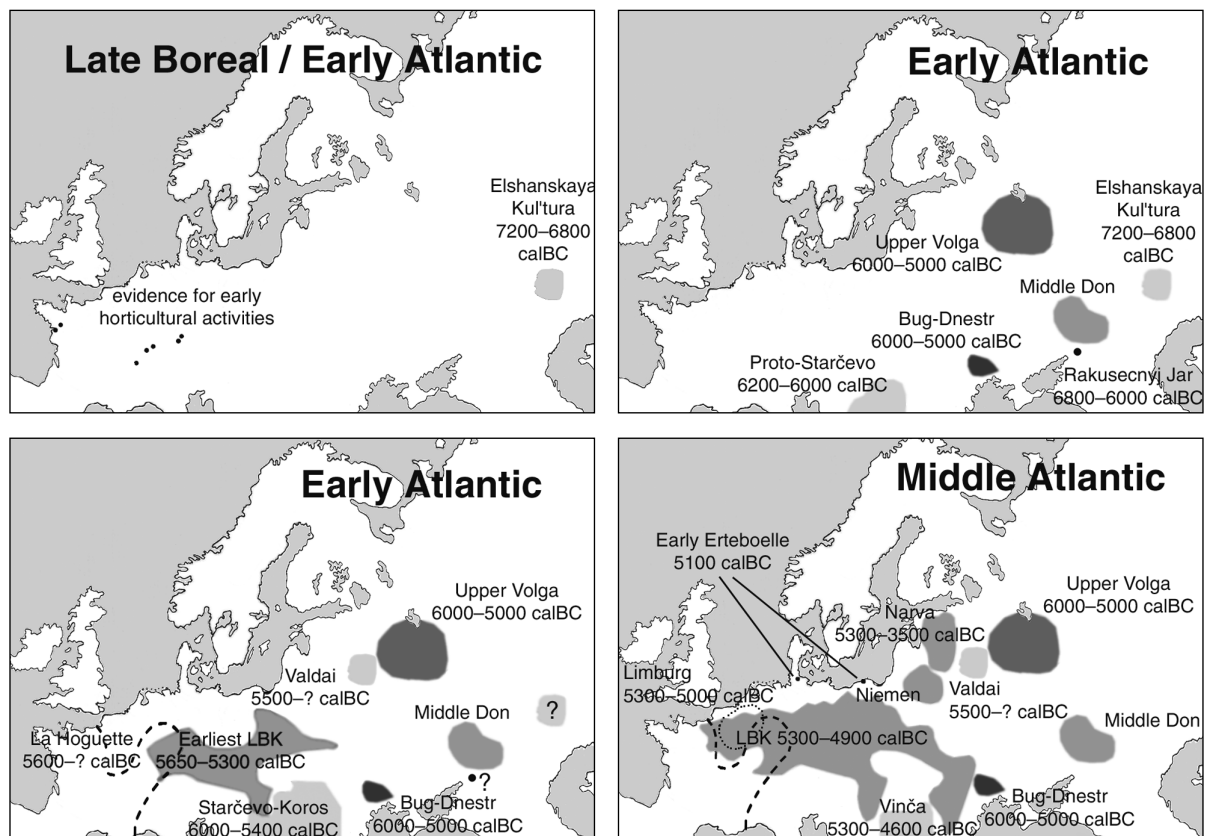 Late Boreal / Early Atlantic
Elshanskaya
Kul'tura
7200–6800
calBC
evidence for early
horticultural activities
Early Atlantic
Elshanskaya
Kul'tura
7200–6800
calBC
Upper Volga
6000–5000 calBC
Middle Don
Bug-Dnestr
6000–5000 calBC
Proto-Starčevo
6200–6000 calBC
Rakusecnyj Jar
6800–6000 calBC
Early Atlantic
Upper Volga
6000–5000 calBC
Valdai
5500–? calBC
?
Middle Don
La Hoguette
5600–? calBC
Earliest LBK
5650–5300 calBC
?
Starčevo-Koros
6000–5400 calBC
Bug-Dnestr
6000–5000 calBC
Middle Atlantic
Early Erteboelle
5100 calBC
Upper Volga
6000–5000 calBC
Narva
5300–3500 calBC
Limburg
5300–5000 calBC
Niemen
Valdai
5500–? calBC
Middle Don
LBK 5300–4900 calBC
Vinča
5300–4600 calBC
Bug-Dnestr
6000–5000 calBC